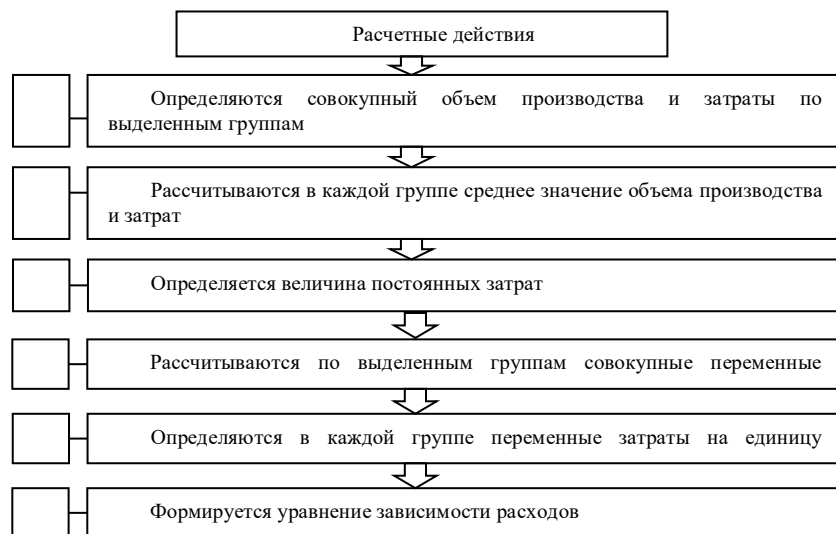 Расчетные действия
Определяются совокупный объем производства и затраты по
выделенным группам
Рассчитываются в каждой группе среднее значение объема производства
и затрат
Определяется величина постоянных затрат
Рассчитываются по выделенным группам совокупные переменные
Определяются в каждой группе переменные затраты на единицу
Формируется уравнение зависимости расходов